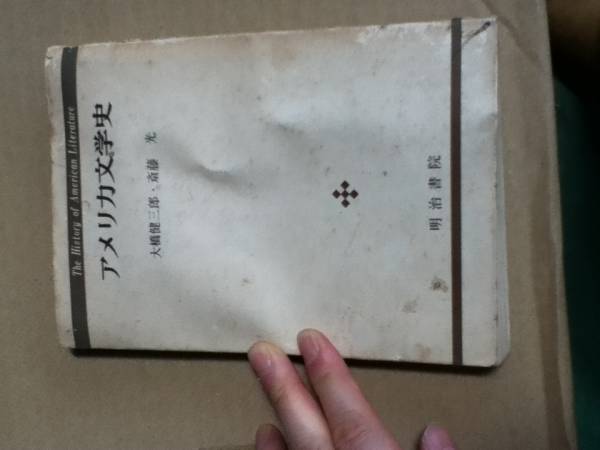 The History of American Literature
アメリカ文学史
大橋健三郎・斎藤 光
明治書院